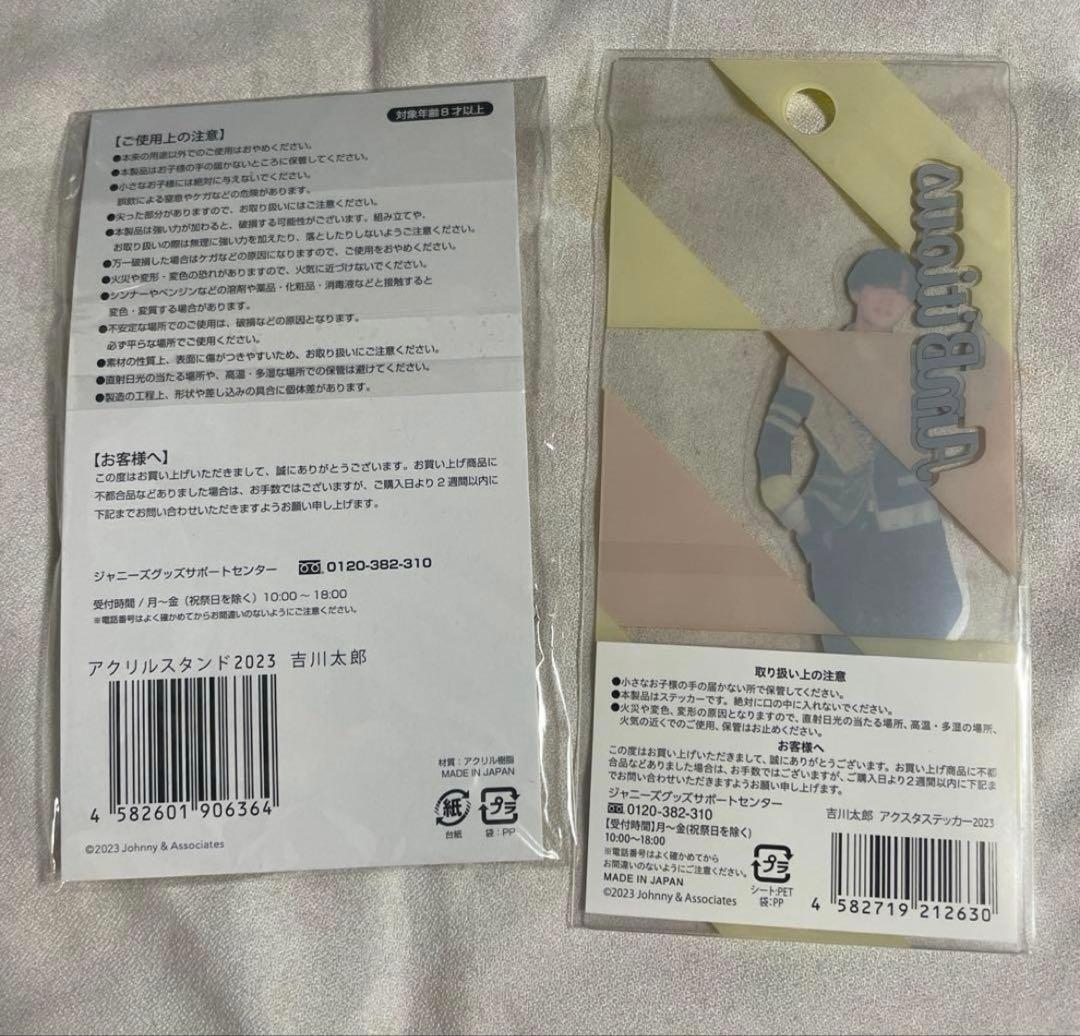 対象年齢8才以上
【ご使用上の注意】
●本来の用途以外でのご使用はおやめください。
●本製品はお子様の手の届かないところに保管してください。
●小さなお子様には絶対に与えないでください。
誤飲による窒息やケガなどの危険があります。
●尖った部分がありますので、お取り扱いにはご注意ください。
●本製品は強い力が加わると、破損する可能性がございます。組み立てや、
お取り扱いの際は無理に強い力を加えたり、落としたりしないようご注意ください。
●万一破損した場合はケガなどの原因になりますので、ご使用をおやめください。
●火災や変形・変色の恐れがありますので、火気に近づけないでください。
●シンナーやベンジンなどの溶剤や薬品・化粧品・消毒液などと接触すると
変色・変質する場合があります。
●不安定な場所でのご使用は、破損などの原因となります。
必ず平らな場所でご使用ください。
●素材の性質上、表面に傷がつきやすいため、お取り扱いにご注意ください。
●直射日光の当たる場所や、高温・多湿な場所での保管は避けてください。
●製造の工程上、形状や差し込みの具合に個体差があります。
【お客様へ】
この度はお買い上げいただきまして、誠にありがとうございます。お買い上げ商品に
不都合品などありました場合は、お手数ではございますが、ご購入日より2週間以内に
下記までお問い合わせいただきますようお願い申し上げます。
ジャニーズグッズサポートセンター 0120-382-310
受付時間/月〜金(祝祭日を除く)10:00〜18:00
※電話番号はよく確かめてからお間違いのないようにご注意ください。
アクリルスタンド2023 吉川太郎
4 582601 906364
材質:アクリル樹脂
MADE IN JAPAN
紙 プラ
台紙 袋:PP
©2023 Johnny & Associates
AmBitious
取り扱い上の注意
●小さなお子様の手の届かない所で保管してください。
●本製品はステッカーです。絶対に口の中に入れないでください。
●火災や変色、変形の原因となりますので、直射日光の当たる場所、高温・多湿の場所、
火気の近くでのご使用、保管はお止めください。
お客様へ
この度はお買い上げいただきまして、誠にありがとうございます。お買い上げ商品に不都
合品などありました場合は、お手数ではございますが、ご購入日より2週間以内に下記ま
でお問い合わせいただきますようお願い申し上げます。
ジャニーズグッズサポートセンター
0120-382-310
【受付時間】月〜金(祝祭日を除く)
10:00〜18:00
※電話番号はよく確かめてから
お間違いのないようにご注意ください。
MADE IN JAPAN
©2023 Johnny & Associates
プラ
シート:PET
袋:PP
吉川太郎 アクスタステッカー2023
4 582719 212630